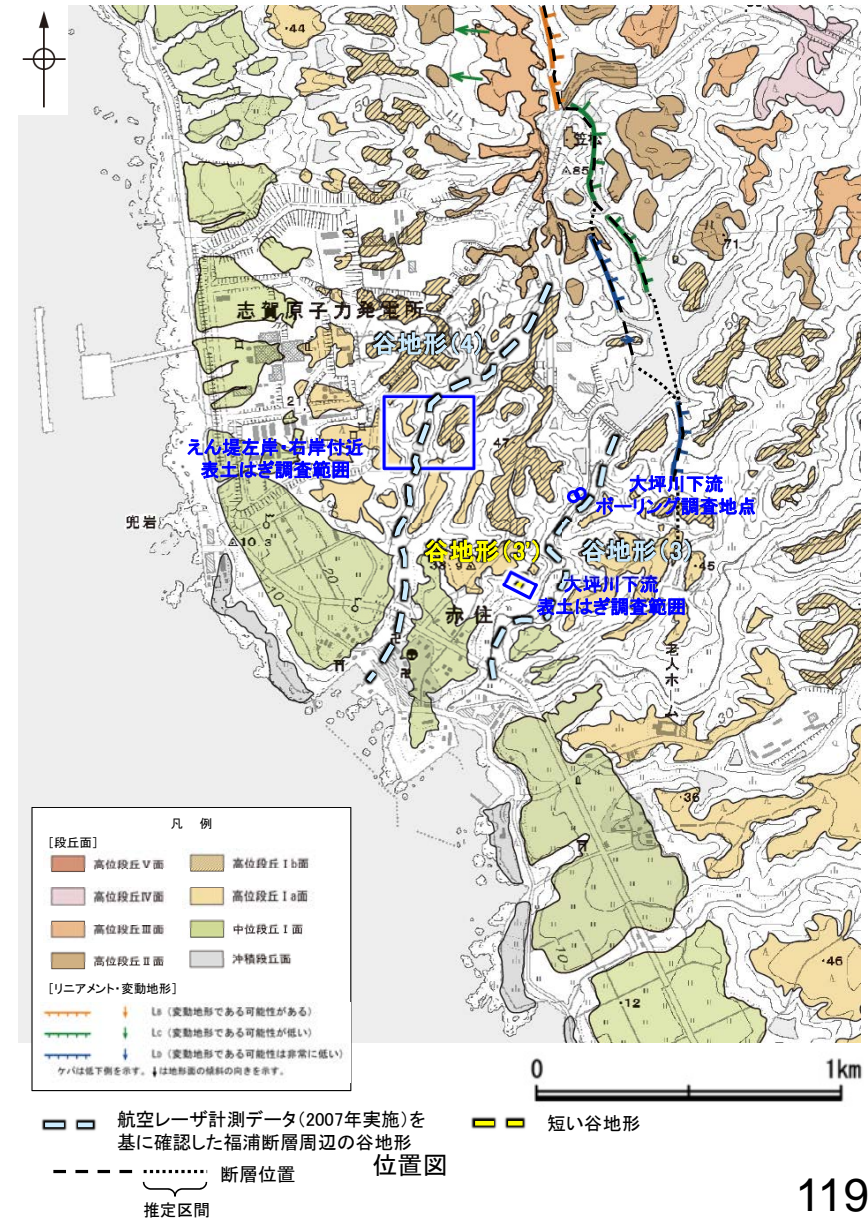 44
笠松
85.1
71
志賀原子力発電所
谷地形(4)
21
47
えん堤左岸・右岸付近
表土はぎ調査範囲
大坪川下流
ボーリング調査地点
兜岩
10.3
20
10
谷地形(3')
谷地形(3)
38.9
45
大坪川下流
表土はぎ調査範囲
赤住
老人ホーム
36
10
46
12
凡 例
[段丘面]
高位段丘Ⅴ面
高位段丘Ⅰb面
高位段丘Ⅳ面
高位段丘Ⅰa面
高位段丘Ⅲ面
中位段丘Ⅰ面
高位段丘Ⅱ面
沖積段丘面
[リニアメント・変動地形]
LB (変動地形である可能性がある)
LC (変動地形である可能性が低い)
LD (変動地形である可能性は非常に低い)
ケバは低下側を示す。↓は地形面の傾斜の向きを示す。
0 1km
航空レーザ計測データ(2007年実施)を
基に確認した福浦断層周辺の谷地形
短い谷地形
断層位置
推定区間
位置図
119